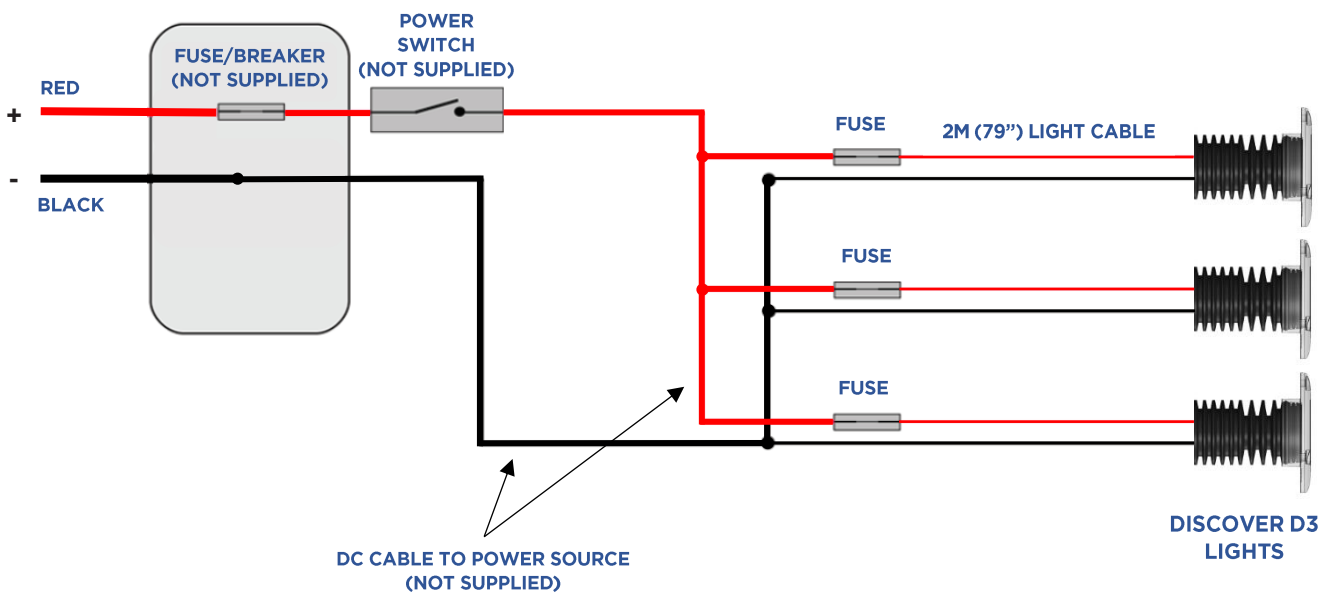 POWER
SWITCH
(NOT SUPPLIED)
FUSE/BREAKER
(NOT SUPPLIED)
RED
+
-
BLACK
FUSE
2M (79”) LIGHT CABLE
FUSE
FUSE
DISCOVER D3
LIGHTS
DC CABLE TO POWER SOURCE
(NOT SUPPLIED)